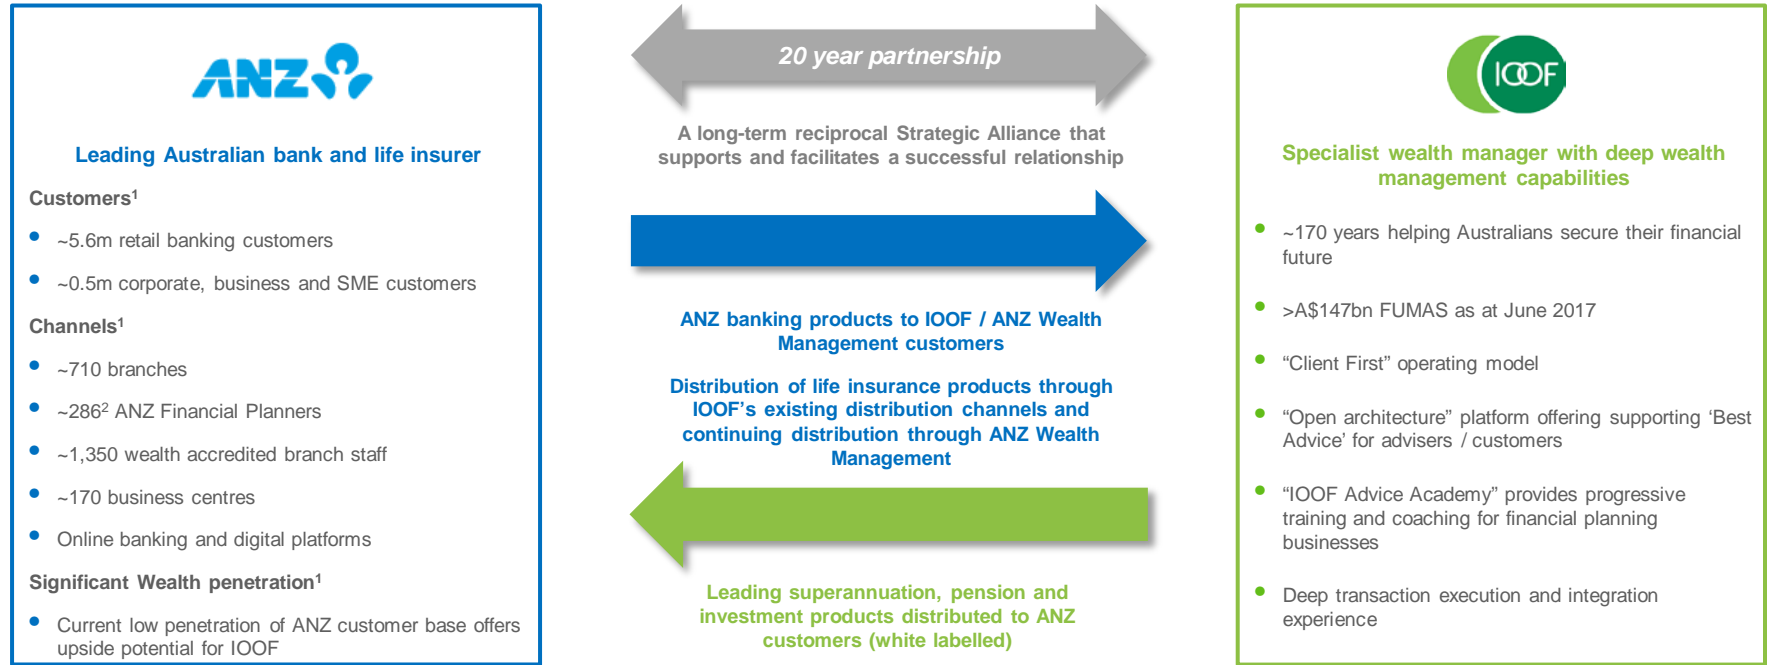 ANZ
Leading Australian bank and life insurer
Customers¹
• ~5.6m retail banking customers
• ~0.5m corporate, business and SME customers
Channels¹
• ~710 branches
• ~286² ANZ Financial Planners
• ~1,350 wealth accredited branch staff
• ~170 business centres
• Online banking and digital platforms
Significant Wealth penetration¹
• Current low penetration of ANZ customer base offers
upside potential for IOOF
20 year partnership
A long-term reciprocal Strategic Alliance that
supports and facilitates a successful relationship
ANZ banking products to IOOF / ANZ Wealth
Management customers
Distribution of life insurance products through
IOOF’s existing distribution channels and
continuing distribution through ANZ Wealth
Management
Leading superannuation, pension and
investment products distributed to ANZ
customers (white labelled)
IOOF
Specialist wealth manager with deep wealth
management capabilities
• ~170 years helping Australians secure their financial
future
• >A$147bn FUMAS as at June 2017
• “Client First” operating model
• “Open architecture” platform offering supporting ‘Best
Advice’ for advisers / customers
• “IOOF Advice Academy” provides progressive
training and coaching for financial planning
businesses
• Deep transaction execution and integration
experience